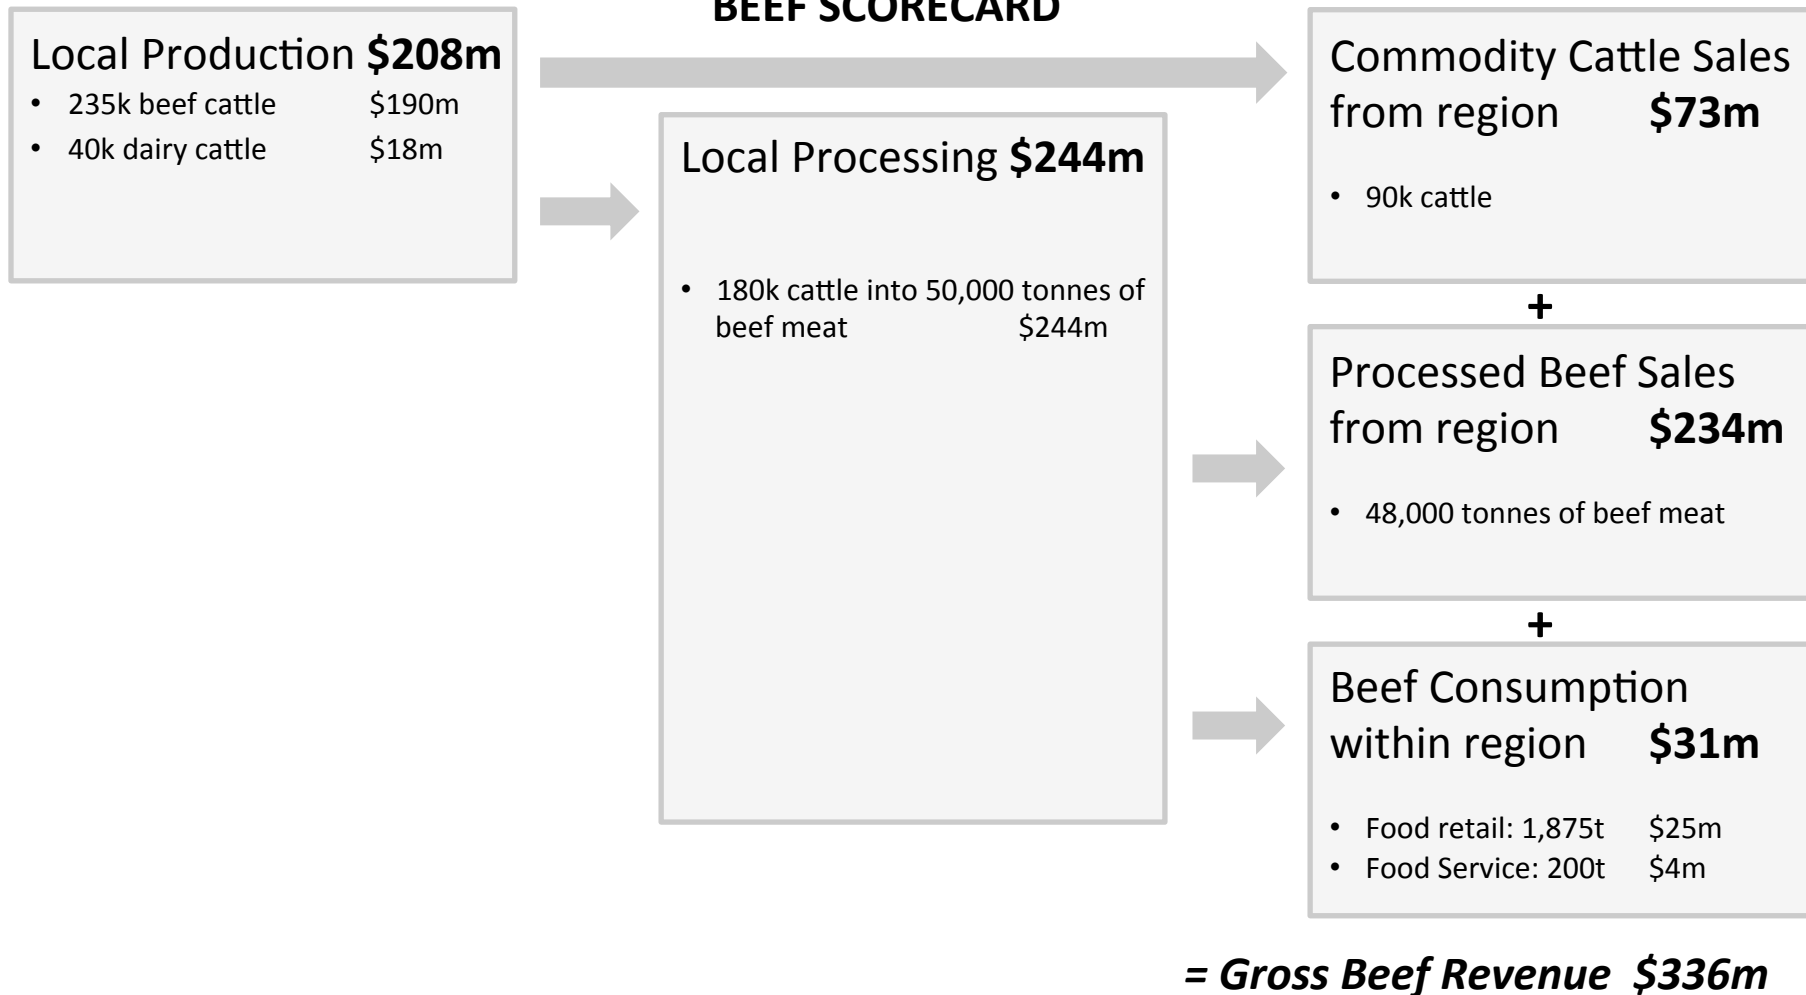 BEEF SCORECARD
Local Production $208m
• 235k beef cattle $190m
• 40k dairy cattle $18m
Local Processing $244m
• 180k cattle into 50,000 tonnes of
beef meat $244m
Commodity Cattle Sales
from region $73m
• 90k cattle
+
Processed Beef Sales
from region $234m
• 48,000 tonnes of beef meat
+
Beef Consumption
within region $31m
• Food retail: 1,875t $25m
• Food Service: 200t $4m
= Gross Beef Revenue $336m